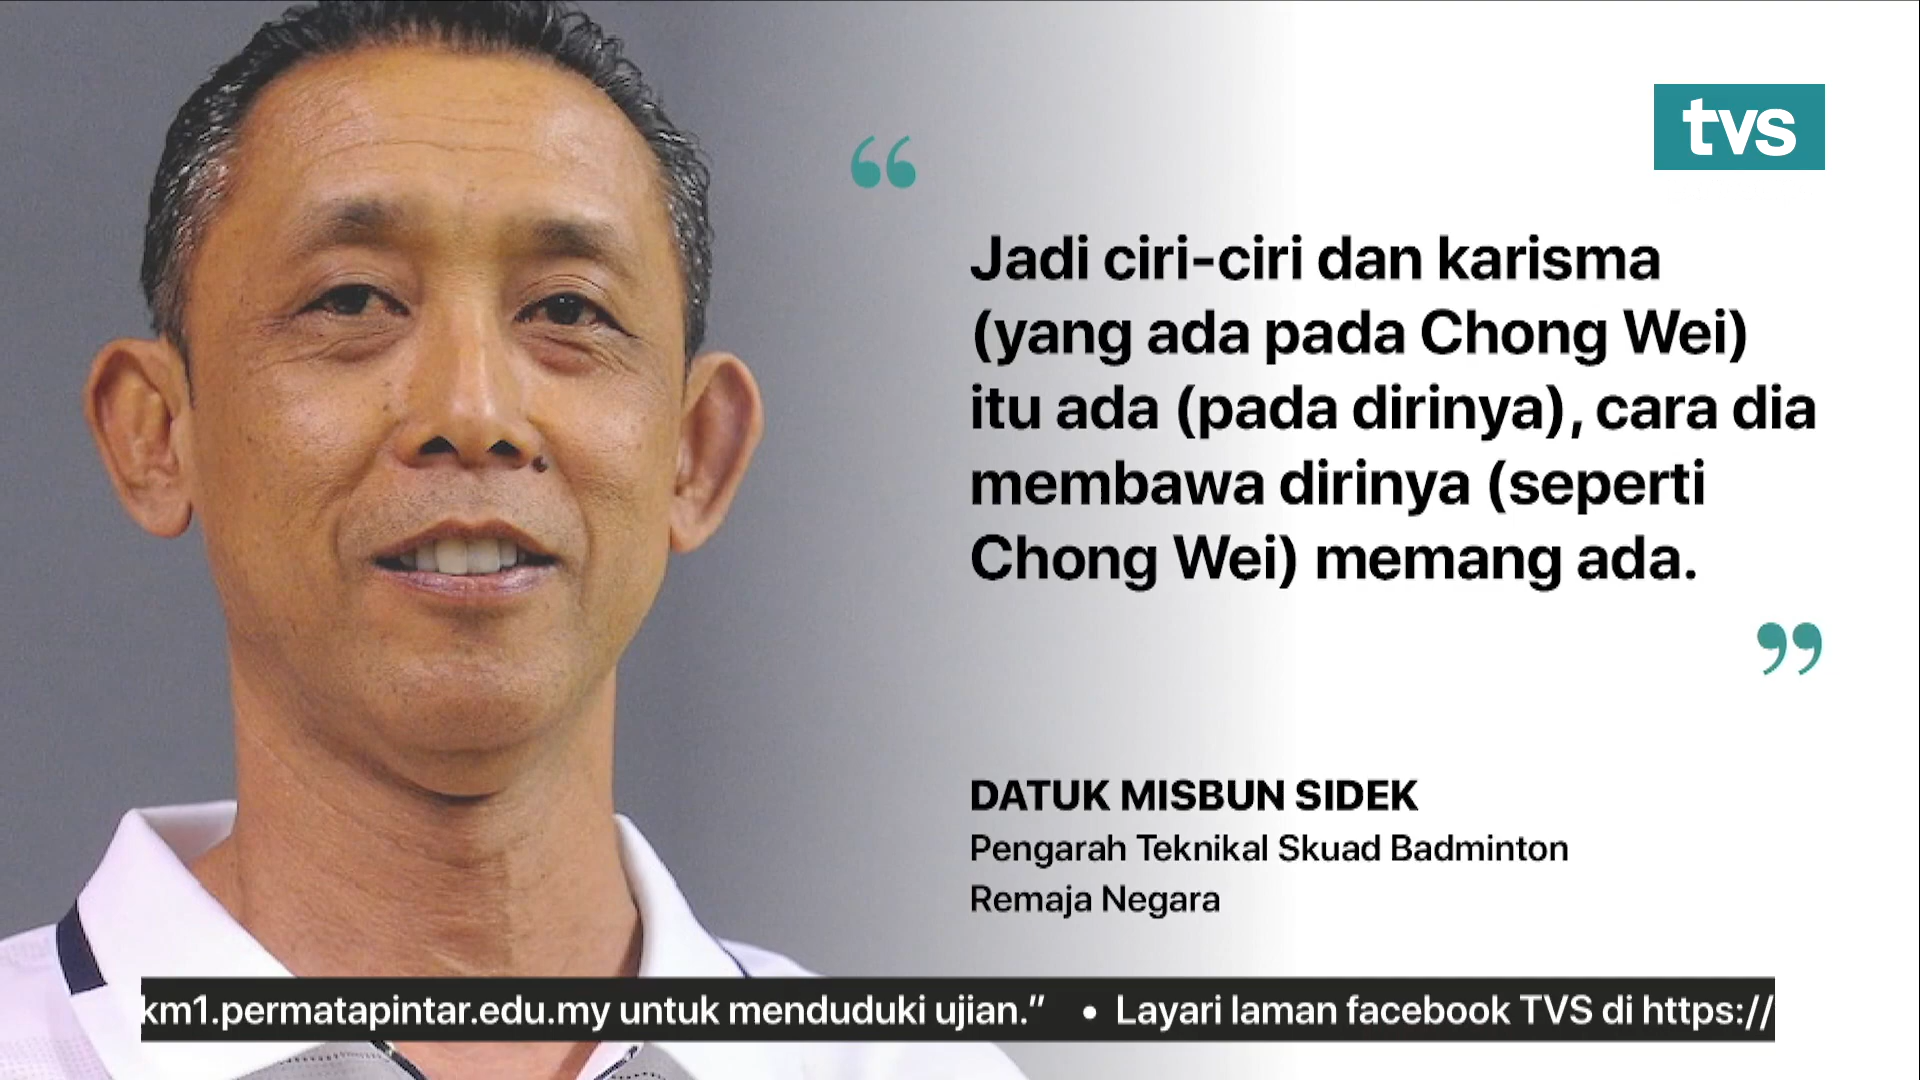 tvs
“
Jadi ciri-ciri dan karisma
(yang ada pada Chong Wei)
itu ada (pada dirinya), cara dia
membawa dirinya (seperti
Chong Wei) memang ada.
”
DATUK MISBUN SIDEK
Pengarah Teknikal Skuad Badminton
Remaja Negara
km1.permatapintar.edu.my untuk menduduki ujian.” • Layari laman facebook TVS di https://